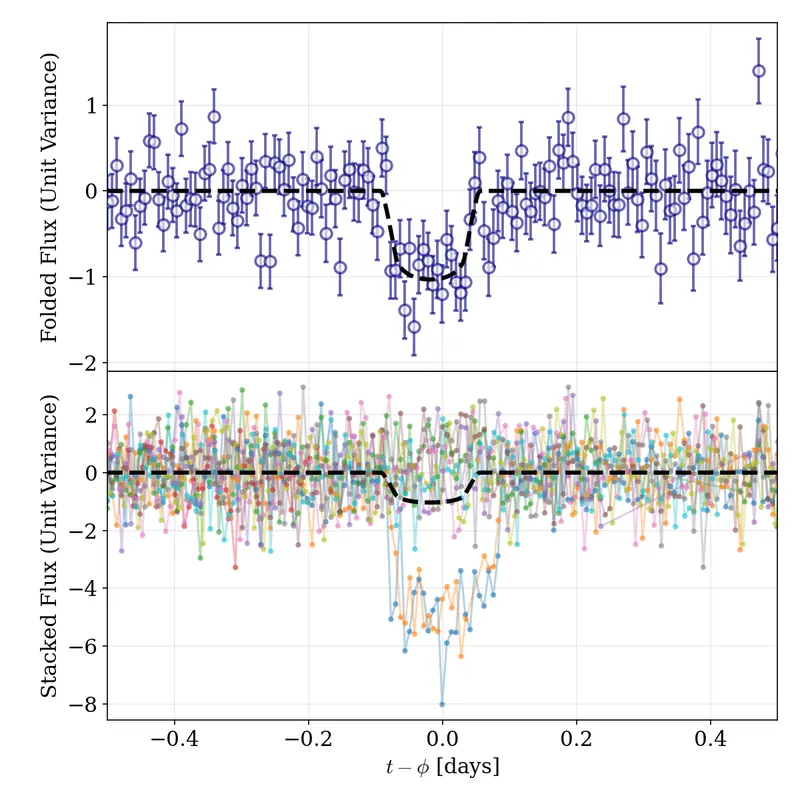 Folded Flux (Unit Variance)
1
0
−1
−2
Stacked Flux (Unit Variance)
2
0
−2
−4
−6
−8
−0.4 −0.2 0.0 0.2 0.4
t − ϕ [days]